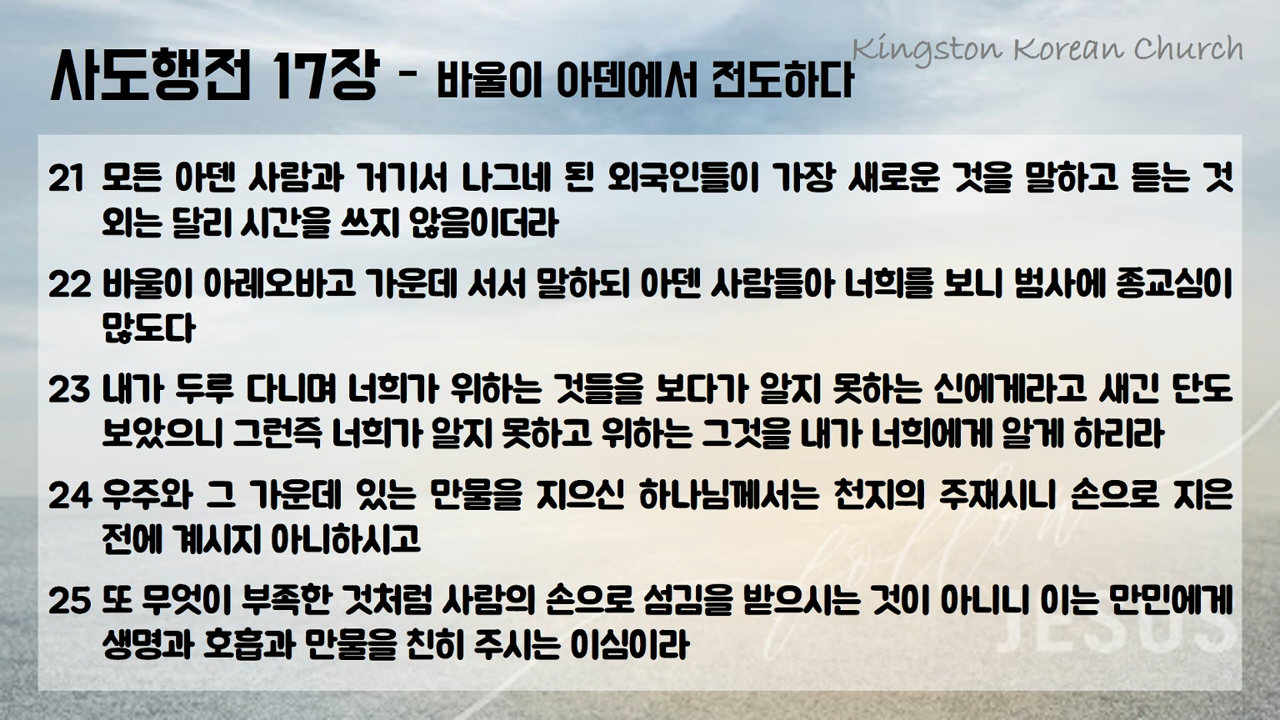 Kingston Korean Church
사도행전 17장 - 바울이 아덴에서 전도하다
21 모든 아덴 사람과 거기서 나그네 된 외국인들이 가장 새로운 것을 말하고 듣는 것
외는 달리 시간을 쓰지 않음이더라
22 바울이 아레오바고 가운데 서서 말하되 아덴 사람들아 너희를 보니 범사에 종교심이
많도다
23 내가 두루 다니며 너희가 위하는 것들을 보다가 알지 못하는 신에게라고 새긴 단도
보았으니 그런즉 너희가 알지 못하고 위하는 그것을 내가 너희에게 알게 하리라
24 우주와 그 가운데 있는 만물을 지으신 하나님께서는 천지의 주재시니 손으로 지은
전에 계시지 아니하시고
25 또 무엇이 부족한 것처럼 사람의 손으로 섬김을 받으시는 것이 아니니 이는 만민에게
생명과 호흡과 만물을 친히 주시는 이심이라
follow
JESUS